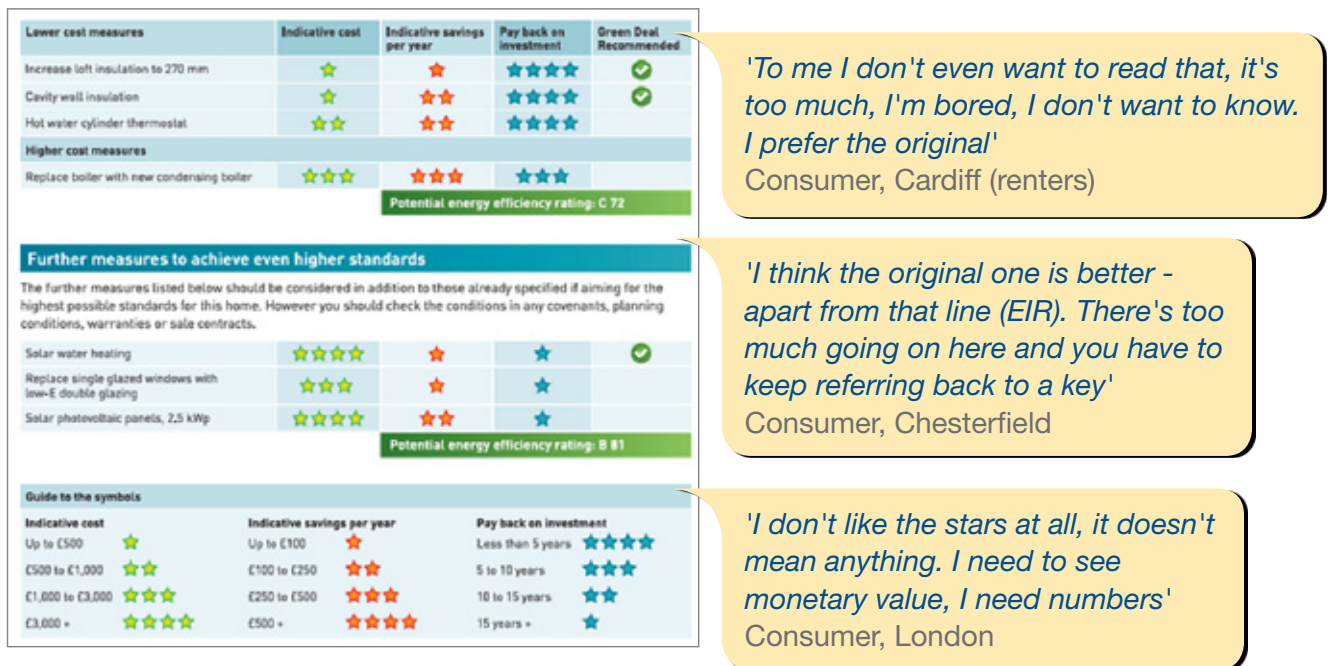 Lower cost measures Indicative cost Indicative savings per year Pay back on investment Green Deal Recommended
Increase loft insulation to 270 mm
Cavity wall insulation
Hot water cylinder thermostat
Higher cost measures
Replace boiler with new condensing boiler
Potential energy efficiency rating: C 72
Further measures to achieve even higher standards
The further measures listed below should be considered in addition to those already specified if aiming for the
highest possible standards for this home. However you should check the conditions in any covenants, planning
conditions, warranties or sale contracts.
Solar water heating
Replace single glazed windows with
low-E double glazing
Solar photovoltaic panels, 2.5 kWp
Potential energy efficiency rating: B 81
Guide to the symbols
Indicative cost Indicative savings per year Pay back on investment
Up to £500 Up to £100 Less than 5 years
£500 to £1,000 £100 to £250 5 to 10 years
£1,000 to £3,000 £250 to £500 10 to 15 years
£3,000 + £500 + 15 years +
'To me I don't even want to read that, it's
too much, I'm bored, I don't want to know.
I prefer the original'
Consumer, Cardiff (renters)
'I think the original one is better -
apart from that line (EIR). There's too
much going on here and you have to
keep referring back to a key'
Consumer, Chesterfield
'I don't like the stars at all, it doesn't
mean anything. I need to see
monetary value, I need numbers'
Consumer, London